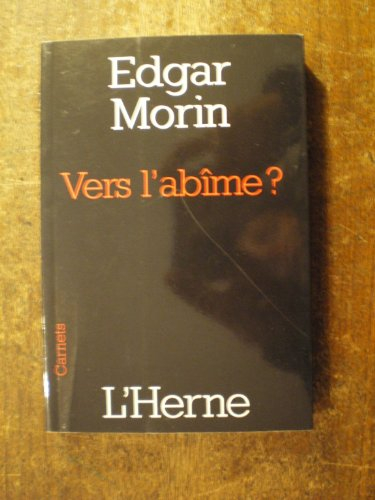 Edgar
Morin
Vers l'abîme?
Carnets
L'Herne